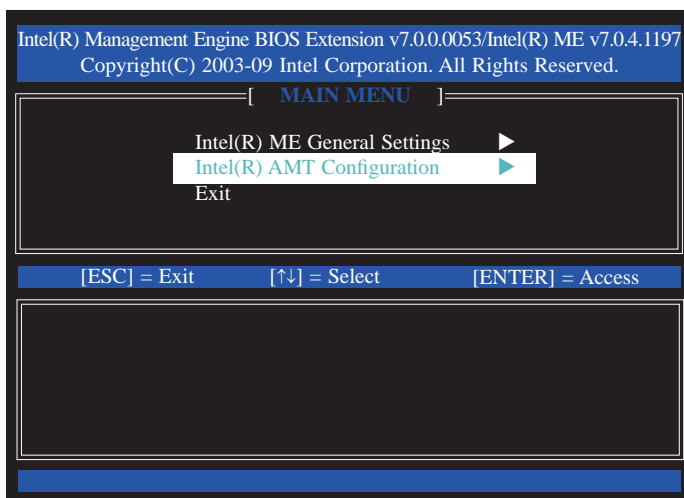 Intel(R) Management Engine BIOS Extension v7.0.0.0053/Intel(R) ME v7.0.4.1197
Copyright(C) 2003-09 Intel Corporation. All Rights Reserved.
[ MAIN MENU ]
Intel(R) ME General Settings ▶
Intel(R) AMT Configuration ▶
Exit
[ESC] = Exit [↑↓] = Select [ENTER] = Access